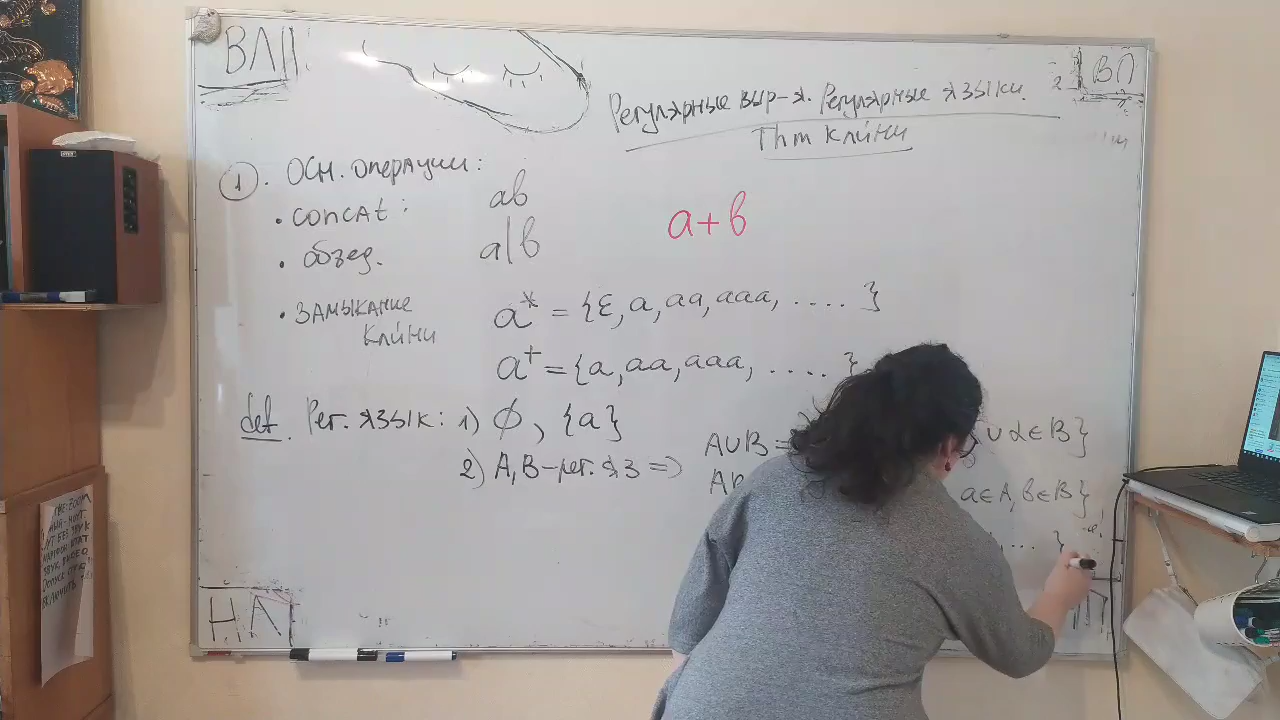 ВЛП
ВП
Регулярные выр-я. Регулярные языки.
Thm Клини
1. Осн. операции:
• concat: ab
• объед. a|b
a+b
• замыкание Клини
a* = {ε, a, aa, aaa, .... }
a⁺ = {a, aa, aaa, .... }
def. Рег. язык: 1) ∅, {a}
2) A, B - рег. яз =>
A∪B =
∪ α ∈ B}
a∈A, b∈B}
, ... }
НЛ